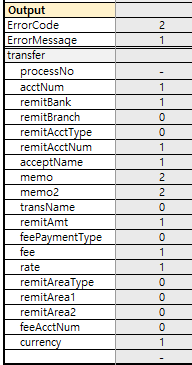 Output
ErrorCode 2
ErrorMessage 1
transfer
processNo -
acctNum 1
remitBank 1
remitBranch 0
remitAcctType 0
remitAcctNum 1
acceptName 1
memo 2
memo2 2
transName 0
remitAmt 1
feePaymentType 0
fee 1
rate 1
remitAreaType 0
remitArea1 0
remitArea2 0
feeAcctNum 0
currency 1
-